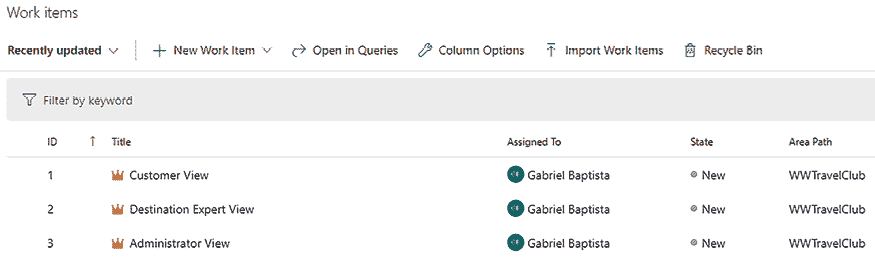 Work items
Recently updated New Work Item Open in Queries Column Options Import Work Items Recycle Bin
Filter by keyword
ID Title Assigned To State Area Path
1 Customer View Gabriel Baptista New WWTravelClub
2 Destination Expert View Gabriel Baptista New WWTravelClub
3 Administrator View Gabriel Baptista New WWTravelClub